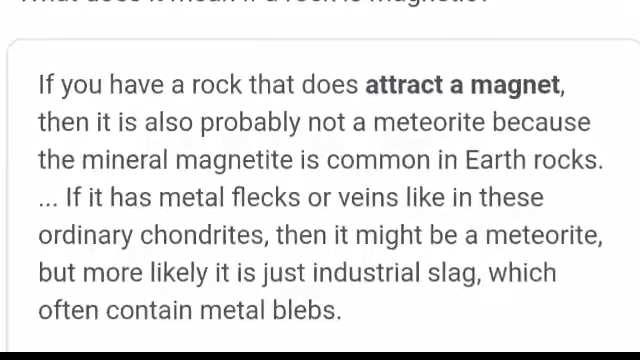 If you have a rock that does attract a magnet,
then it is also probably not a meteorite because
the mineral magnetite is common in Earth rocks.
... If it has metal flecks or veins like in these
ordinary chondrites, then it might be a meteorite,
but more likely it is just industrial slag, which
often contain metal blebs.